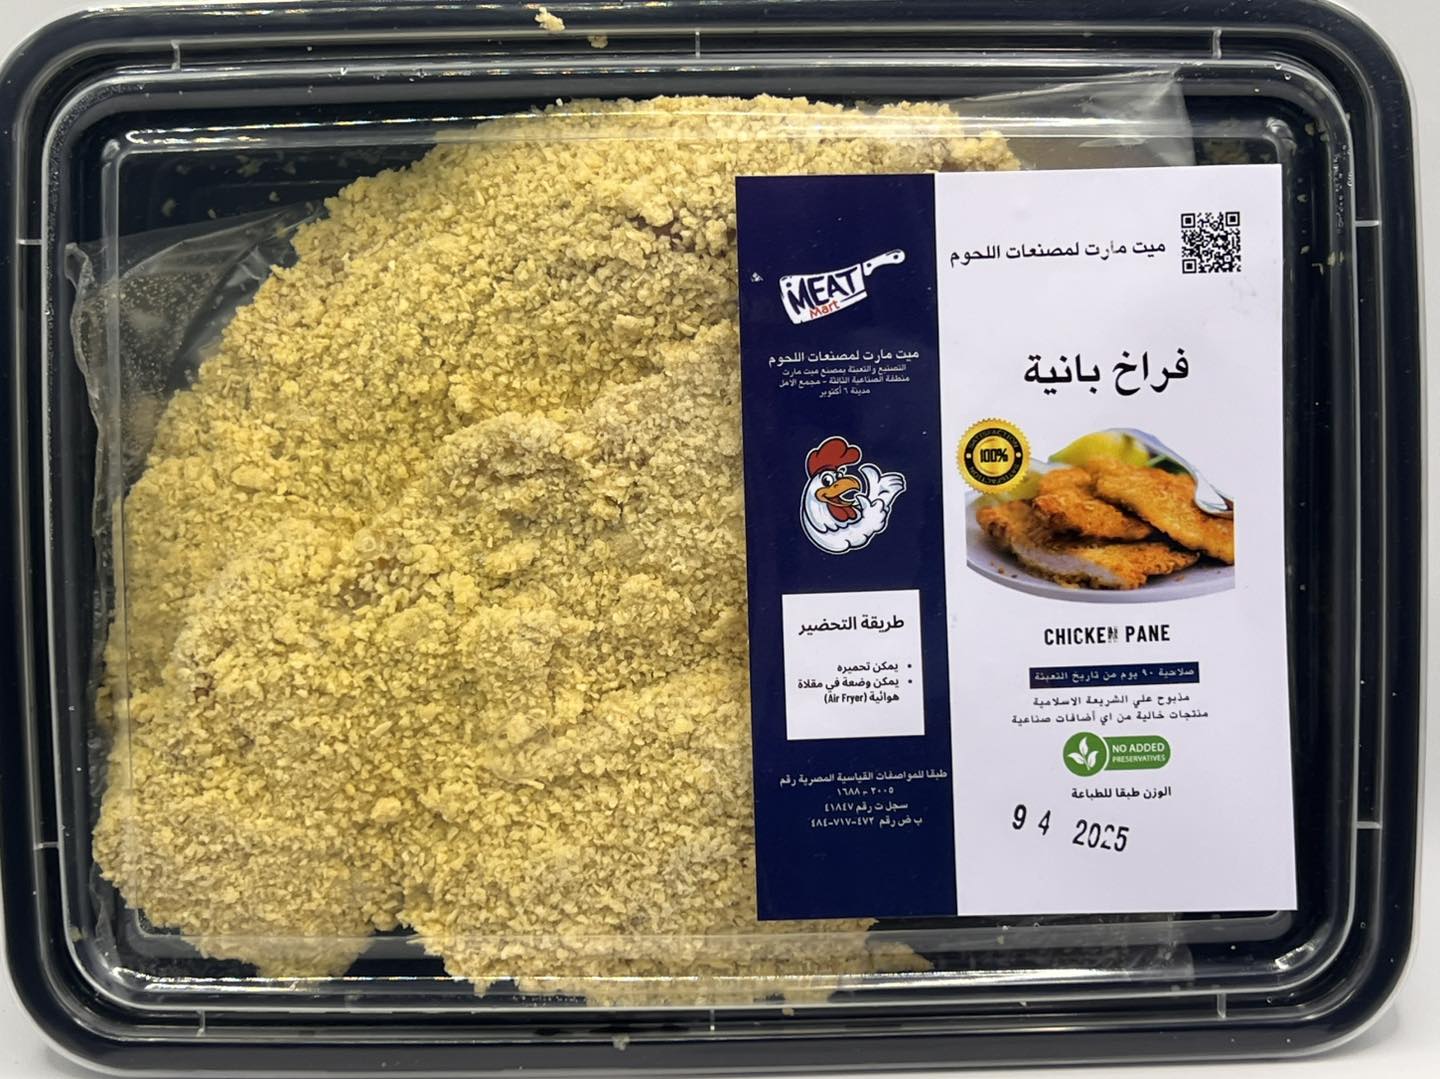 MEAT
Mart
ميت مارت لمصنعات اللحوم
التصنيع والتعبئة بمصنع ميت مارت
منطقة الصناعية الثالثة - مجمع الامل
مدينة ٦ أكتوبر
طريقة التحضير
• يمكن تحميره
• يمكن وضعة في مقلاة
هوائية (Air Fryer)
طبقا للمواصفات القياسية المصرية رقم
٢٠٠٥ - ١٦٨٨
سجل ت رقم ٤١٨٤٧
ب ض رقم ٤٧٢-٧١٧-٤٨٤
ميت مارت لمصنعات اللحوم
فراخ بانية
SATISFACTION
100%
SATISFACTION
CHICKEN PANE
صلاحية ٩٠ يوم من تاريخ التعبئة
مذبوح علي الشريعة الاسلامية
منتجات خالية من اي أضافات صناعية
NO ADDED
PRESERVATIVES
الوزن طبقا للطباعة
9 4 2025